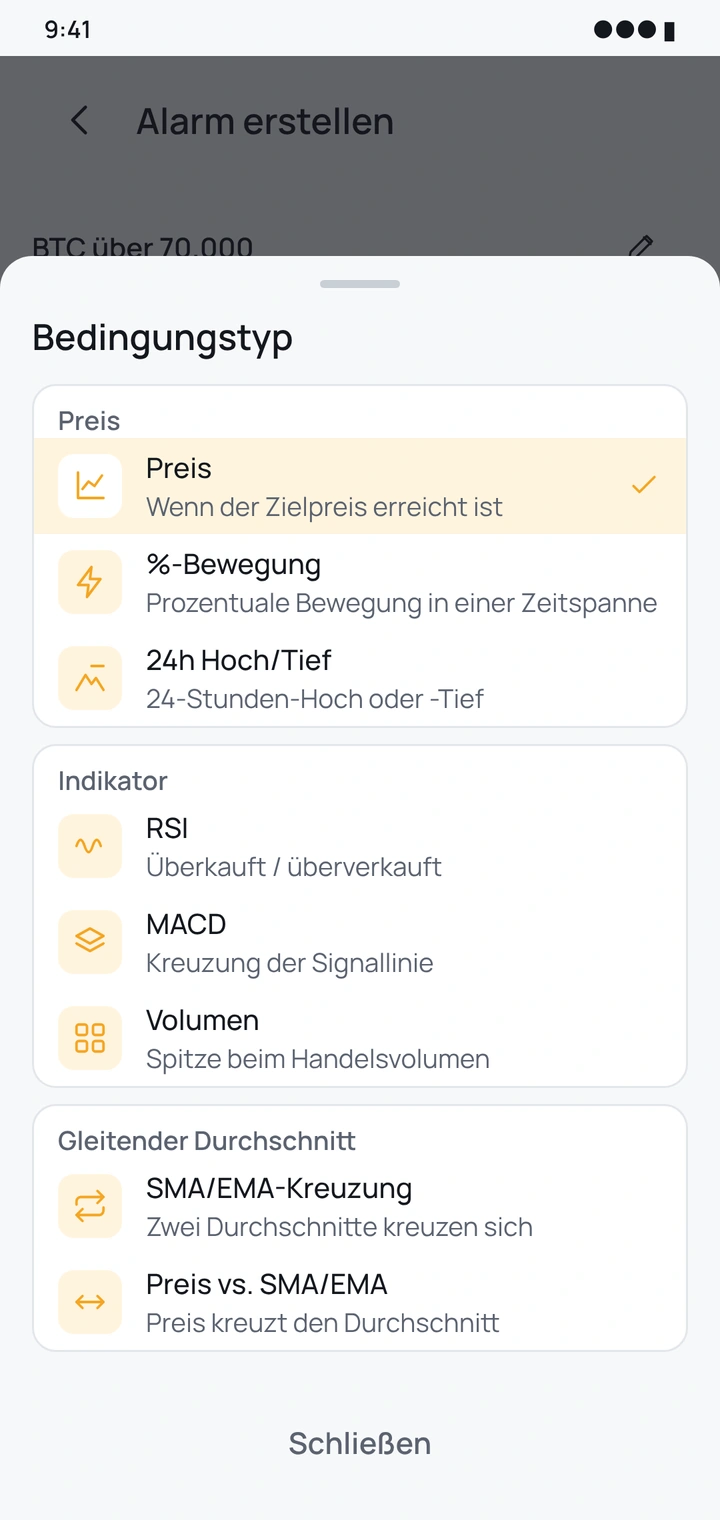 9:41
Alarm erstellen
BTC über 70.000
Bedingungstyp
Preis
Preis
Wenn der Zielpreis erreicht ist
%-Bewegung
Prozentuale Bewegung in einer Zeitspanne
24h Hoch/Tief
24-Stunden-Hoch oder -Tief
Indikator
RSI
Überkauft / überverkauft
MACD
Kreuzung der Signallinie
Volumen
Spitze beim Handelsvolumen
Gleitender Durchschnitt
SMA/EMA-Kreuzung
Zwei Durchschnitte kreuzen sich
Preis vs. SMA/EMA
Preis kreuzt den Durchschnitt
Schließen